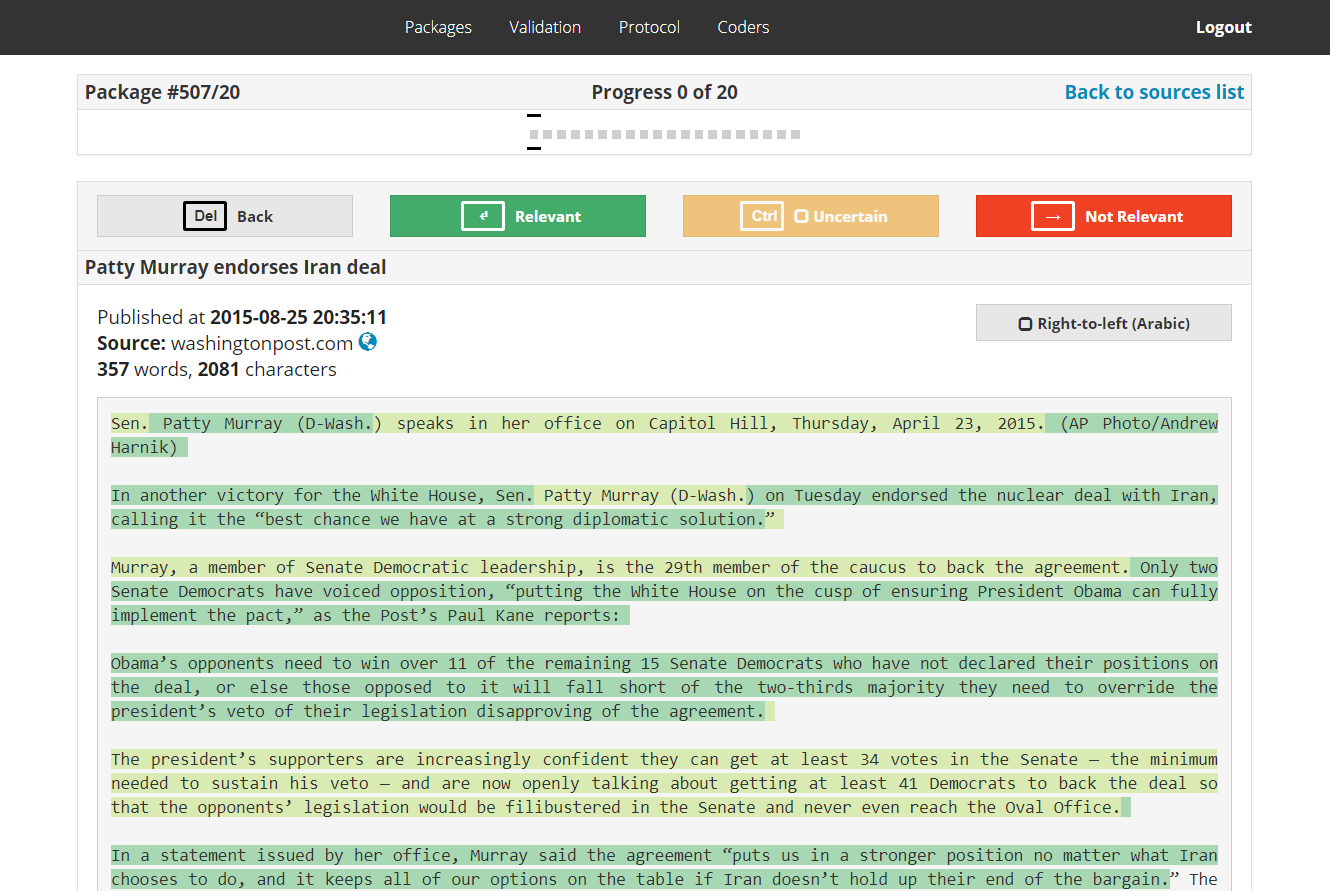 Packages Validation Protocol Coders Logout
Package #507/20 Progress 0 of 20 Back to sources list
Del Back ↲ Relevant Ctrl Uncertain → Not Relevant
Patty Murray endorses Iran deal
Published at 2015-08-25 20:35:11
Right-to-left (Arabic)
Source: washingtonpost.com
357 words, 2081 characters
Sen. Patty Murray (D-Wash.) speaks in her office on Capitol Hill, Thursday, April 23, 2015. (AP Photo/Andrew
Harnik)
In another victory for the White House, Sen. Patty Murray (D-Wash.) on Tuesday endorsed the nuclear deal with Iran,
calling it the “best chance we have at a strong diplomatic solution.”
Murray, a member of Senate Democratic leadership, is the 29th member of the caucus to back the agreement. Only two
Senate Democrats have voiced opposition, “putting the White House on the cusp of ensuring President Obama can fully
implement the pact,” as the Post’s Paul Kane reports:
Obama’s opponents need to win over 11 of the remaining 15 Senate Democrats who have not declared their positions on
the deal, or else those opposed to it will fall short of the two-thirds majority they need to override the
president’s veto of their legislation disapproving of the agreement.
The president’s supporters are increasingly confident they can get at least 34 votes in the Senate — the minimum
needed to sustain his veto — and are now openly talking about getting at least 41 Democrats to back the deal so
that the opponents’ legislation would be filibustered in the Senate and never even reach the Oval Office.
In a statement issued by her office, Murray said the agreement “puts us in a stronger position no matter what Iran
chooses to do, and it keeps all of our options on the table if Iran doesn’t hold up their end of the bargain.” The